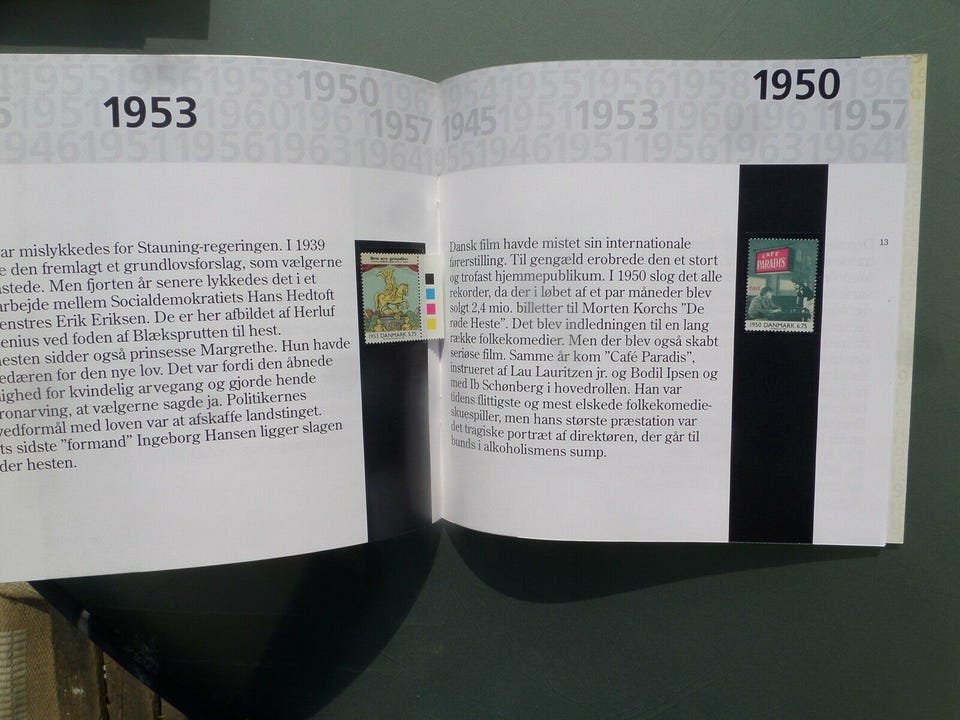 1953
ar mislykkedes for Stauning-regeringen. I 1939
e den fremlagt et grundlovsforslag, som vælgerne
astede. Men fjorten år senere lykkedes det i et
arbejde mellem Socialdemokratiets Hans Hedtoft
enstres Erik Eriksen. De er her afbildet af Herluf
enius ved foden af Blæksprutten til hest.
hesten sidder også prinsesse Margrethe. Hun havde
edæren for den nye lov. Det var fordi den åbnede
ighed for kvindelig arvegang og gjorde hende
ronarving, at vælgerne sagde ja. Politikernes
vedformål med loven var at afskaffe landstinget.
ts sidste ”formand” Ingeborg Hansen ligger slagen
der hesten.
1953 DANMARK 5.75
1950
Dansk film havde mistet sin internationale
førerstilling. Til gengæld erobrede den et stort
og trofast hjemmepublikum. I 1950 slog det alle
rekorder, da der i løbet af et par måneder blev
solgt 2,4 mio. billetter til Morten Korchs ”De
røde Heste”. Det blev indledningen til en lang
række folkekomedier. Men der blev også skabt
seriøse film. Samme år kom ”Café Paradis”,
instrueret af Lau Lauritzen jr. og Bodil Ipsen og
med Ib Schønberg i hovedrollen. Han var
tidens flittigste og mest elskede folkekomedie-
skuespiller, men hans største præstation var
det tragiske portræt af direktøren, der går til
bunds i alkoholismens sump.
CAFE
PARADIS
CAFE
1950 DANMARK 6.75
13